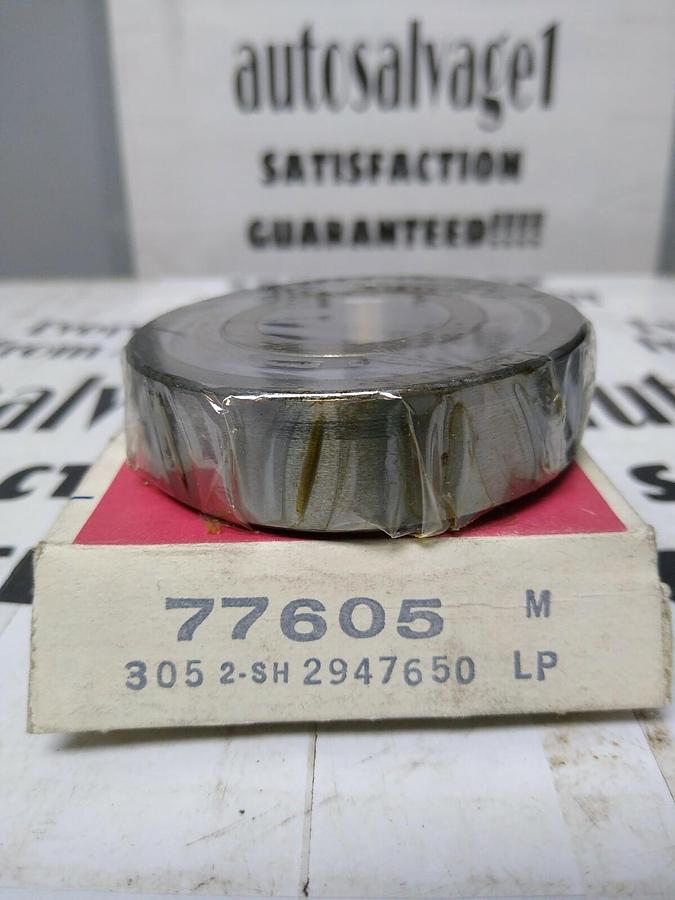 autosalvage1
SATISFACTION
GUARANTEED!!!!
77605 M
305 2-SH 2947650 LP